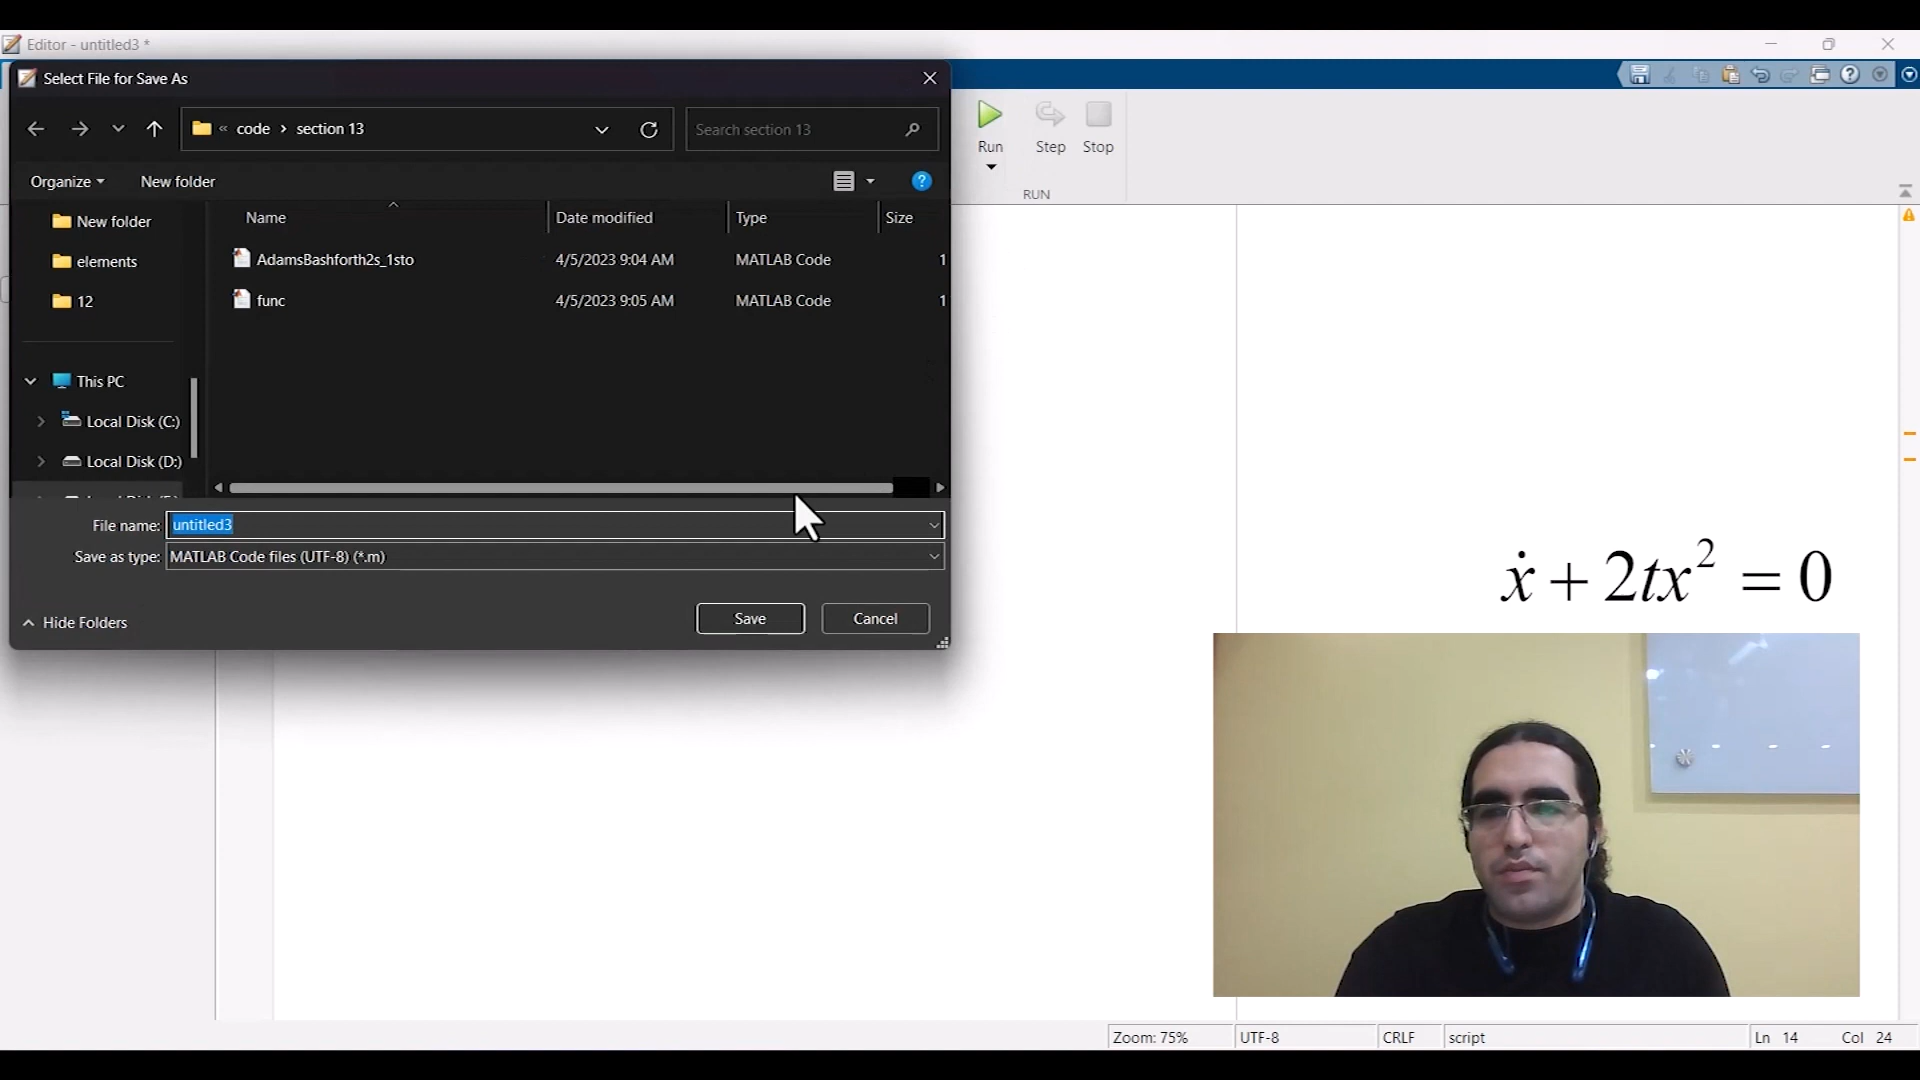 Editor - untitled3 *
Select File for Save As
« code › section 13
Search section 13
Organize
New folder
Run
Step
Stop
RUN
Name
Date modified
Type
Size
New folder
elements
12
This PC
Local Disk (C:)
Local Disk (D:)
AdamsBashforth2s_1sto 4/5/2023 9:04 AM MATLAB Code 1
func 4/5/2023 9:05 AM MATLAB Code 1
File name: untitled3
Save as type: MATLAB Code files (UTF-8) (*.m)
Hide Folders
Save
Cancel
ẋ + 2tx² = 0
Zoom: 75% UTF-8 CRLF script Ln 14 Col 24